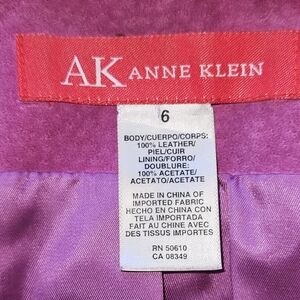 AK ANNE KLEIN
6
BODY/CUERPO/CORPS:
100% LEATHER/
PIEL/CUIR
LINING/FORRO/
DOUBLURE:
100% ACETATE/
ACETATO/ACETATE
MADE IN CHINA OF
IMPORTED FABRIC
HECHO EN CHINA CON
TELA IMPORTADA
FAIT AU CHINE AVEC
DES TISSUS IMPORTES
RN 50610
CA 08349